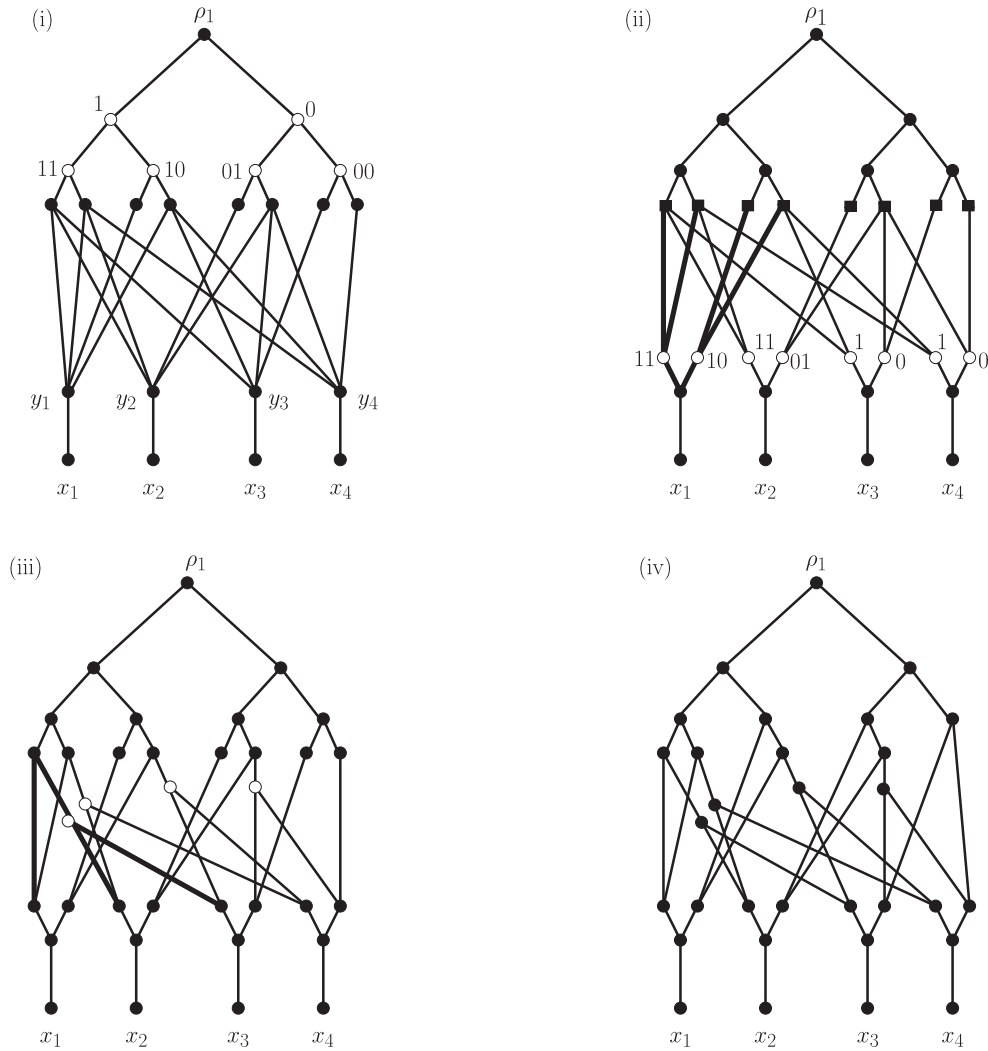 (i)
ρ₁
1
0
11
10
01
00
y₁
y₂
y₃
y₄
x₁ x₂ x₃ x₄
(ii)
ρ₁
11
10
11
01
1
0
1
0
x₁ x₂ x₃ x₄
(iii)
ρ₁
x₁ x₂ x₃ x₄
(iv)
ρ₁
x₁ x₂ x₃ x₄